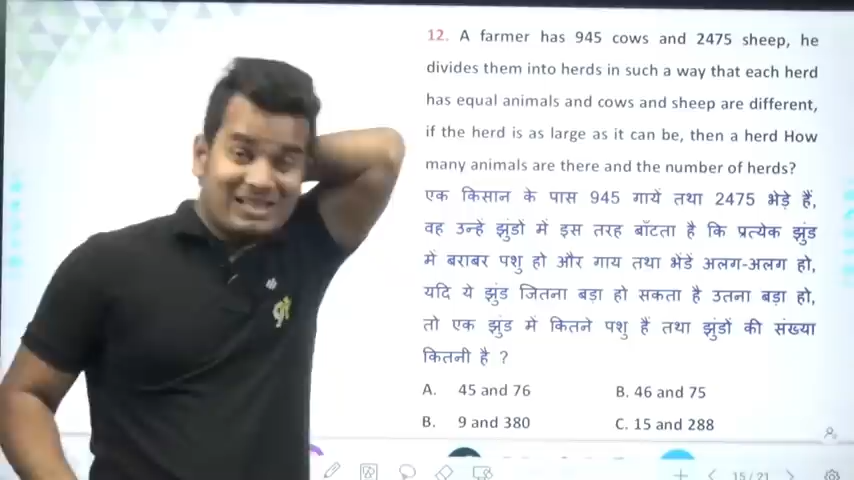 12. A farmer has 945 cows and 2475 sheep, he
divides them into herds in such a way that each herd
has equal animals and cows and sheep are different,
if the herd is as large as it can be, then a herd How
many animals are there and the number of herds?
एक किसान के पास 945 गायें तथा 2475 भेड़े हैं,
वह उन्हें झुंडों में इस तरह बाँटता है कि प्रत्येक झुंड
में बराबर पशु हो और गाय तथा भेंडें अलग-अलग हो,
यदि ये झुंड जितना बड़ा हो सकता है उतना बड़ा हो,
तो एक झुंड में कितने पशु हैं तथा झुंडों की संख्या
कितनी है ?
A. 45 and 76 B. 46 and 75
B. 9 and 380 C. 15 and 288
15 / 21